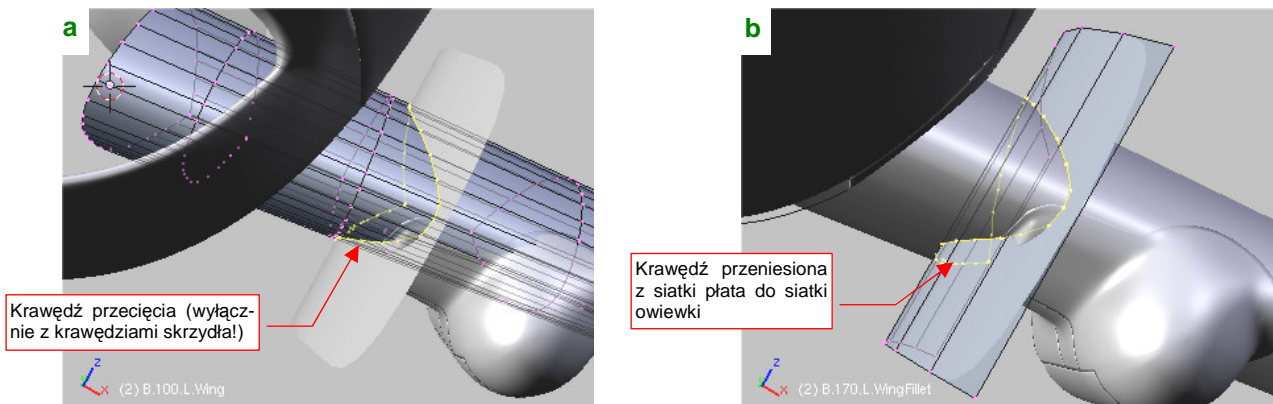 a
Krawędź przecięcia (wyłącz-
nie z krawędziami skrzydła!)
z
x
(2) B.100.L.Wing
b
Krawędź przeniesiona
z siatki płata do siatki
owiewki
z
x
(2) B.170.L.WingFillet